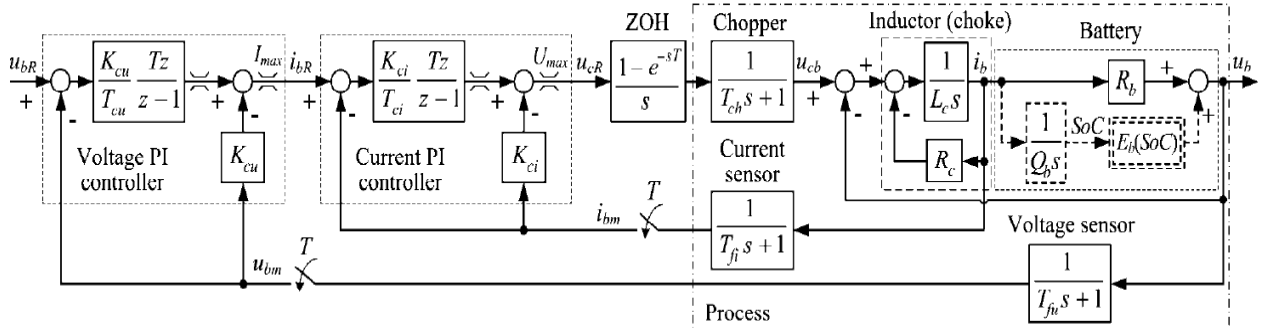 ZOH
Chopper
Inductor (choke)
Battery
u_bR
+
-
K_cu
T_cu
Tz
z − 1
+
-
I_max
i_bR
+
-
K_ci
T_ci
Tz
z − 1
+
-
U_max
u_cR
1 − e^{-sT}
s
1
T_ch s + 1
u_cb
+
+
-
-
1
L_c s
i_b
R_b
+
+
u_b
1
Q_b s
SoC
E_b(SoC)
R_c
Voltage PI
controller
K_cu
Current PI
controller
K_ci
Current
sensor
1
T_fi s + 1
i_bm
T
Voltage sensor
1
T_fu s + 1
u_bm
T
Process